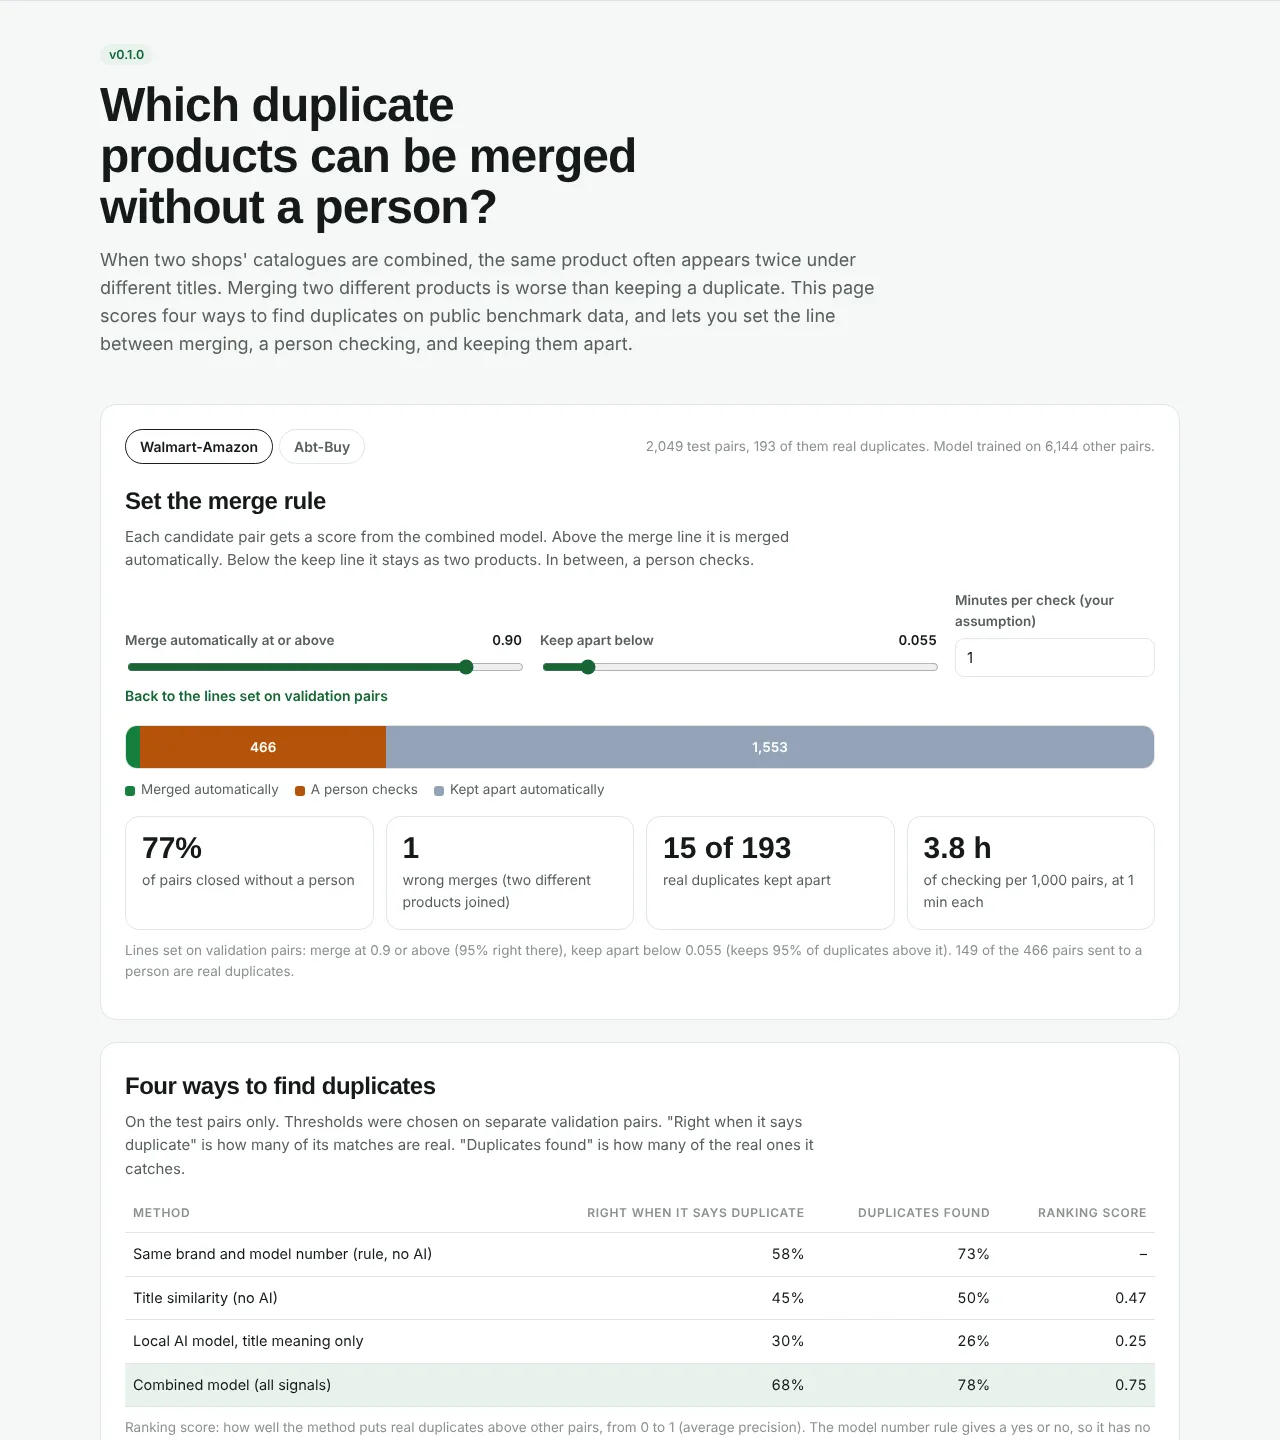 v0.1.0
Which duplicate
products can be merged
without a person?
When two shops' catalogues are combined, the same product often appears twice under
different titles. Merging two different products is worse than keeping a duplicate. This page
scores four ways to find duplicates on public benchmark data, and lets you set the line
between merging, a person checking, and keeping them apart.
Walmart-Amazon
Abt-Buy
2,049 test pairs, 193 of them real duplicates. Model trained on 6,144 other pairs.
Set the merge rule
Each candidate pair gets a score from the combined model. Above the merge line it is merged
automatically. Below the keep line it stays as two products. In between, a person checks.
Minutes per check (your
assumption)
Merge automatically at or above 0.90
Keep apart below 0.055
1
Back to the lines set on validation pairs
466
1,553
Merged automatically
A person checks
Kept apart automatically
77%
of pairs closed without a person
1
wrong merges (two different
products joined)
15 of 193
real duplicates kept apart
3.8 h
of checking per 1,000 pairs, at 1
min each
Lines set on validation pairs: merge at 0.9 or above (95% right there), keep apart below 0.055 (keeps 95% of duplicates above it). 149 of the 466 pairs sent to a
person are real duplicates.
Four ways to find duplicates
On the test pairs only. Thresholds were chosen on separate validation pairs. "Right when it says
duplicate" is how many of its matches are real. "Duplicates found" is how many of the real ones it
catches.
METHOD RIGHT WHEN IT SAYS DUPLICATE DUPLICATES FOUND RANKING SCORE
Same brand and model number (rule, no AI) 58% 73% –
Title similarity (no AI) 45% 50% 0.47
Local AI model, title meaning only 30% 26% 0.25
Combined model (all signals) 68% 78% 0.75
Ranking score: how well the method puts real duplicates above other pairs, from 0 to 1 (average precision). The model number rule gives a yes or no, so it has no